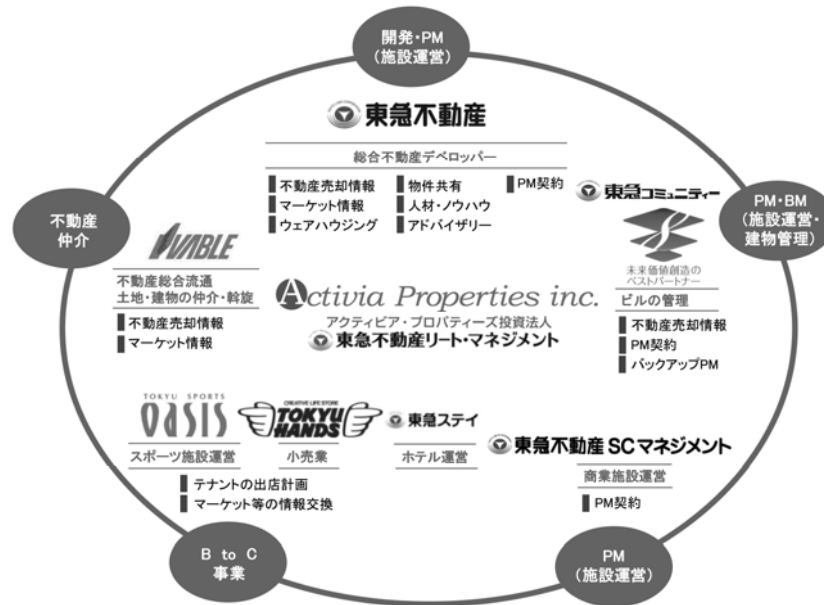 開発・PM
(施設運営)
東急不動産
総合不動産デベロッパー
不動産売却情報
マーケット情報
ウェアハウジング
物件共有
人材・ノウハウ
アドバイザリー
PM契約
東急コミュニティー
未来価値創造の
ベストパートナー
ビルの管理
不動産売却情報
PM契約
バックアップPM
PM・BM
(施設運営・
建物管理)
不動産
仲介
LIVABLE
不動産総合流通
土地・建物の仲介・斡旋
不動産売却情報
マーケット情報
Activia Properties inc.
アクティビア・プロパティーズ投資法人
東急不動産リート・マネジメント
TOKYU SPORTS
OASIS
スポーツ施設運営
CREATIVE LIFE STORE
TOKYU
HANDS
小売業
東急ステイ
ホテル運営
テナントの出店計画
マーケット等の情報交換
東急不動産SCマネジメント
商業施設運営
PM契約
B to C
事業
PM
(施設運営)